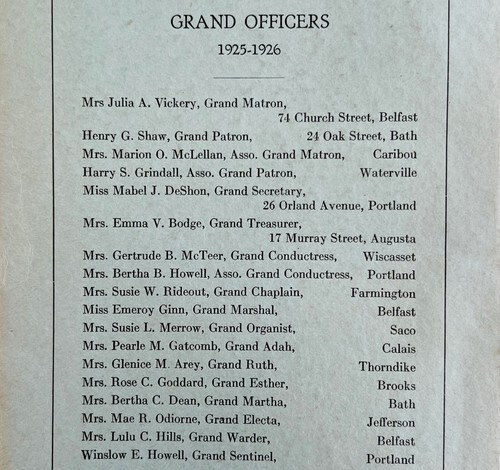 GRAND OFFICERS
1925-1926
Mrs Julia A. Vickery, Grand Matron,
74 Church Street, Belfast
Henry G. Shaw, Grand Patron, 24 Oak Street, Bath
Mrs. Marion O. McLellan, Asso. Grand Matron, Caribou
Harry S. Grindall, Asso. Grand Patron, Waterville
Miss Mabel J. DeShon, Grand Secretary,
26 Orland Avenue, Portland
Mrs. Emma V. Bodge, Grand Treasurer,
17 Murray Street, Augusta
Mrs. Gertrude B. McTeer, Grand Conductress, Wiscasset
Mrs. Bertha B. Howell, Asso. Grand Conductress, Portland
Mrs. Susie W. Rideout, Grand Chaplain, Farmington
Miss Emeroy Ginn, Grand Marshal, Belfast
Mrs. Susie L. Merrow, Grand Organist, Saco
Mrs. Pearle M. Gatcomb, Grand Adah, Calais
Mrs. Glenice M. Arey, Grand Ruth, Thorndike
Mrs. Rose C. Goddard, Grand Esther, Brooks
Mrs. Bertha C. Dean, Grand Martha, Bath
Mrs. Mae R. Odiorne, Grand Electa, Jefferson
Mrs. Lulu C. Hills, Grand Warder, Belfast
Winslow E. Howell, Grand Sentinel, Portland